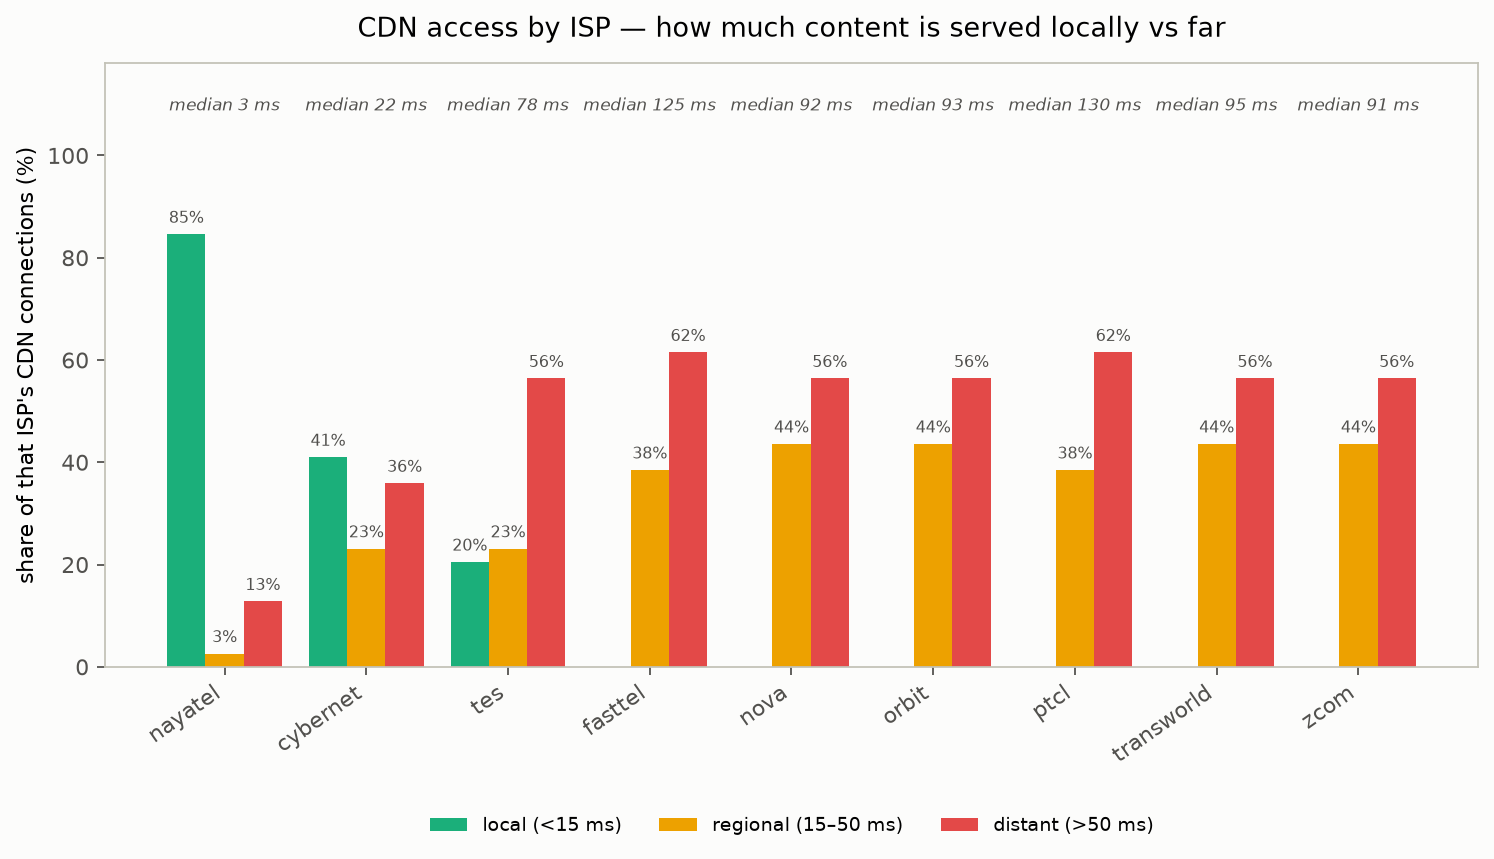 CDN access by ISP — how much content is served locally vs far
median 3 ms median 22 ms median 78 ms median 125 ms median 92 ms median 93 ms median 130 ms median 95 ms median 91 ms
share of that ISP's CDN connections (%)
100
80
60
40
20
0
85% 3% 13%
41% 23% 36%
20% 23% 56%
38% 62%
44% 56%
44% 56%
38% 62%
44% 56%
44% 56%
nayatel cybernet tes fasttel nova orbit ptcl transworld zcom
local (<15 ms) regional (15–50 ms) distant (>50 ms)